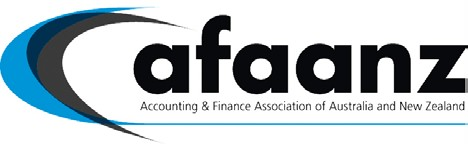 afaanz
Accounting & Finance Association of Australia and New Zealand